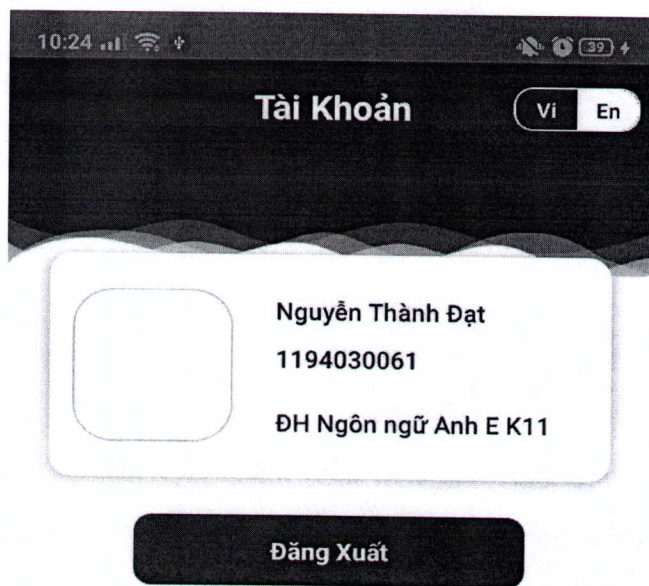 10:24
39
Tài Khoản
Vi En
Nguyễn Thành Đạt
1194030061
ĐH Ngôn ngữ Anh E K11
Đăng Xuất